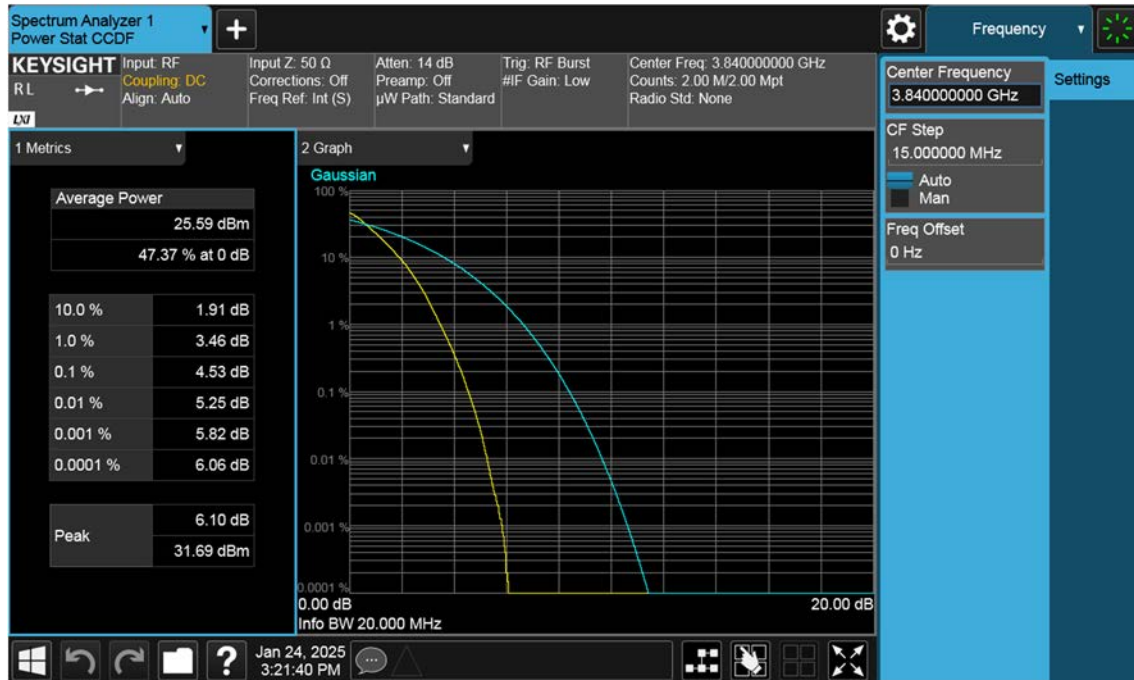 Spectrum Analyzer 1
Power Stat CCDF
Frequency
KEYSIGHT
RL
LXI
Input: RF
Coupling: DC
Align: Auto
Input Z: 50 Ω
Corrections: Off
Freq Ref: Int (S)
Atten: 14 dB
Preamp: Off
µW Path: Standard
Trig: RF Burst
#IF Gain: Low
Center Freq: 3.840000000 GHz
Counts: 2.00 M/2.00 Mpt
Radio Std: None
Center Frequency
3.840000000 GHz
Settings
CF Step
15.000000 MHz
Auto
Man
Freq Offset
0 Hz
1 Metrics
Average Power
25.59 dBm
47.37 % at 0 dB
10.0 % 1.91 dB
1.0 % 3.46 dB
0.1 % 4.53 dB
0.01 % 5.25 dB
0.001 % 5.82 dB
0.0001 % 6.06 dB
Peak
6.10 dB
31.69 dBm
2 Graph
Gaussian
100 %
10 %
1 %
0.1 %
0.01 %
0.001 %
0.0001 %
0.00 dB 20.00 dB
Info BW 20.000 MHz
?
Jan 24, 2025
3:21:40 PM